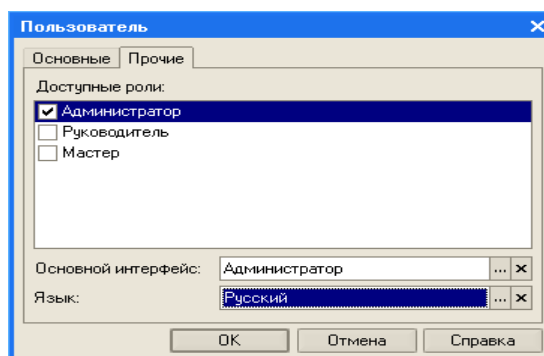 Пользователь
Основные Прочие
Доступные роли:
Администратор
Руководитель
Мастер
Основной интерфейс: Администратор ...
Язык: Русский ...
OK Отмена Справка